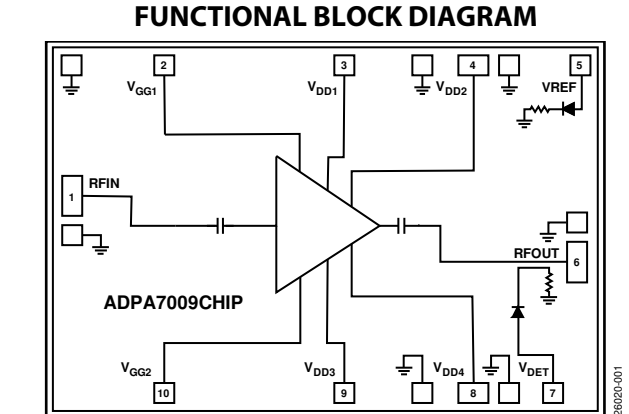 FUNCTIONAL BLOCK DIAGRAM
2
3
4
5
VGG1
VDD1
VDD2
VREF
RFIN
1
RFOUT
6
ADPA7009CHIP
VGG2
VDD3
VDD4
VDET
10
9
8
7
26020-001